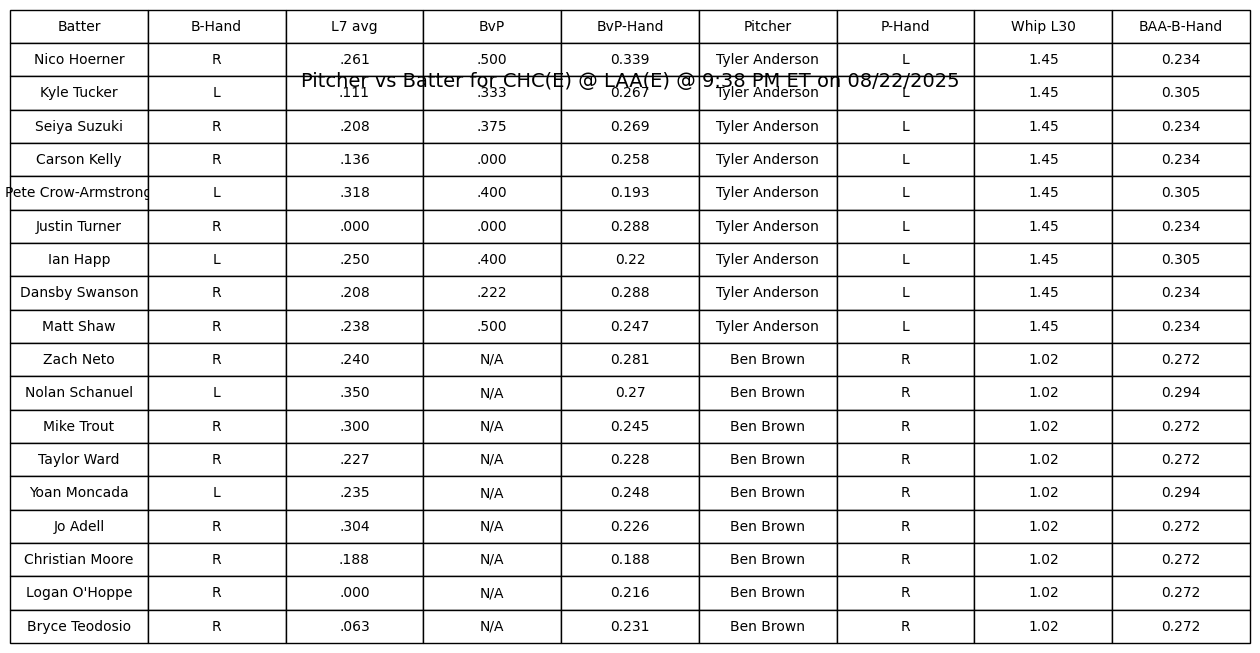 Batter B-Hand L7 avg BvP BvP-Hand Pitcher P-Hand Whip L30 BAA-B-Hand
Nico Hoerner R .261 .500 0.339 Tyler Anderson L 1.45 0.234
Pitcher vs Batter for CHC(E) @ LAA(E) @ 9:38 PM ET on 08/22/2025
Kyle Tucker L .111 .333 0.267 Tyler Anderson L 1.45 0.305
Seiya Suzuki R .208 .375 0.269 Tyler Anderson L 1.45 0.234
Carson Kelly R .136 .000 0.258 Tyler Anderson L 1.45 0.234
Pete Crow-Armstrong L .318 .400 0.193 Tyler Anderson L 1.45 0.305
Justin Turner R .000 .000 0.288 Tyler Anderson L 1.45 0.234
Ian Happ L .250 .400 0.22 Tyler Anderson L 1.45 0.305
Dansby Swanson R .208 .222 0.288 Tyler Anderson L 1.45 0.234
Matt Shaw R .238 .500 0.247 Tyler Anderson L 1.45 0.234
Zach Neto R .240 N/A 0.281 Ben Brown R 1.02 0.272
Nolan Schanuel L .350 N/A 0.27 Ben Brown R 1.02 0.294
Mike Trout R .300 N/A 0.245 Ben Brown R 1.02 0.272
Taylor Ward R .227 N/A 0.228 Ben Brown R 1.02 0.272
Yoan Moncada L .235 N/A 0.248 Ben Brown R 1.02 0.294
Jo Adell R .304 N/A 0.226 Ben Brown R 1.02 0.272
Christian Moore R .188 N/A 0.188 Ben Brown R 1.02 0.272
Logan O'Hoppe R .000 N/A 0.216 Ben Brown R 1.02 0.272
Bryce Teodosio R .063 N/A 0.231 Ben Brown R 1.02 0.272